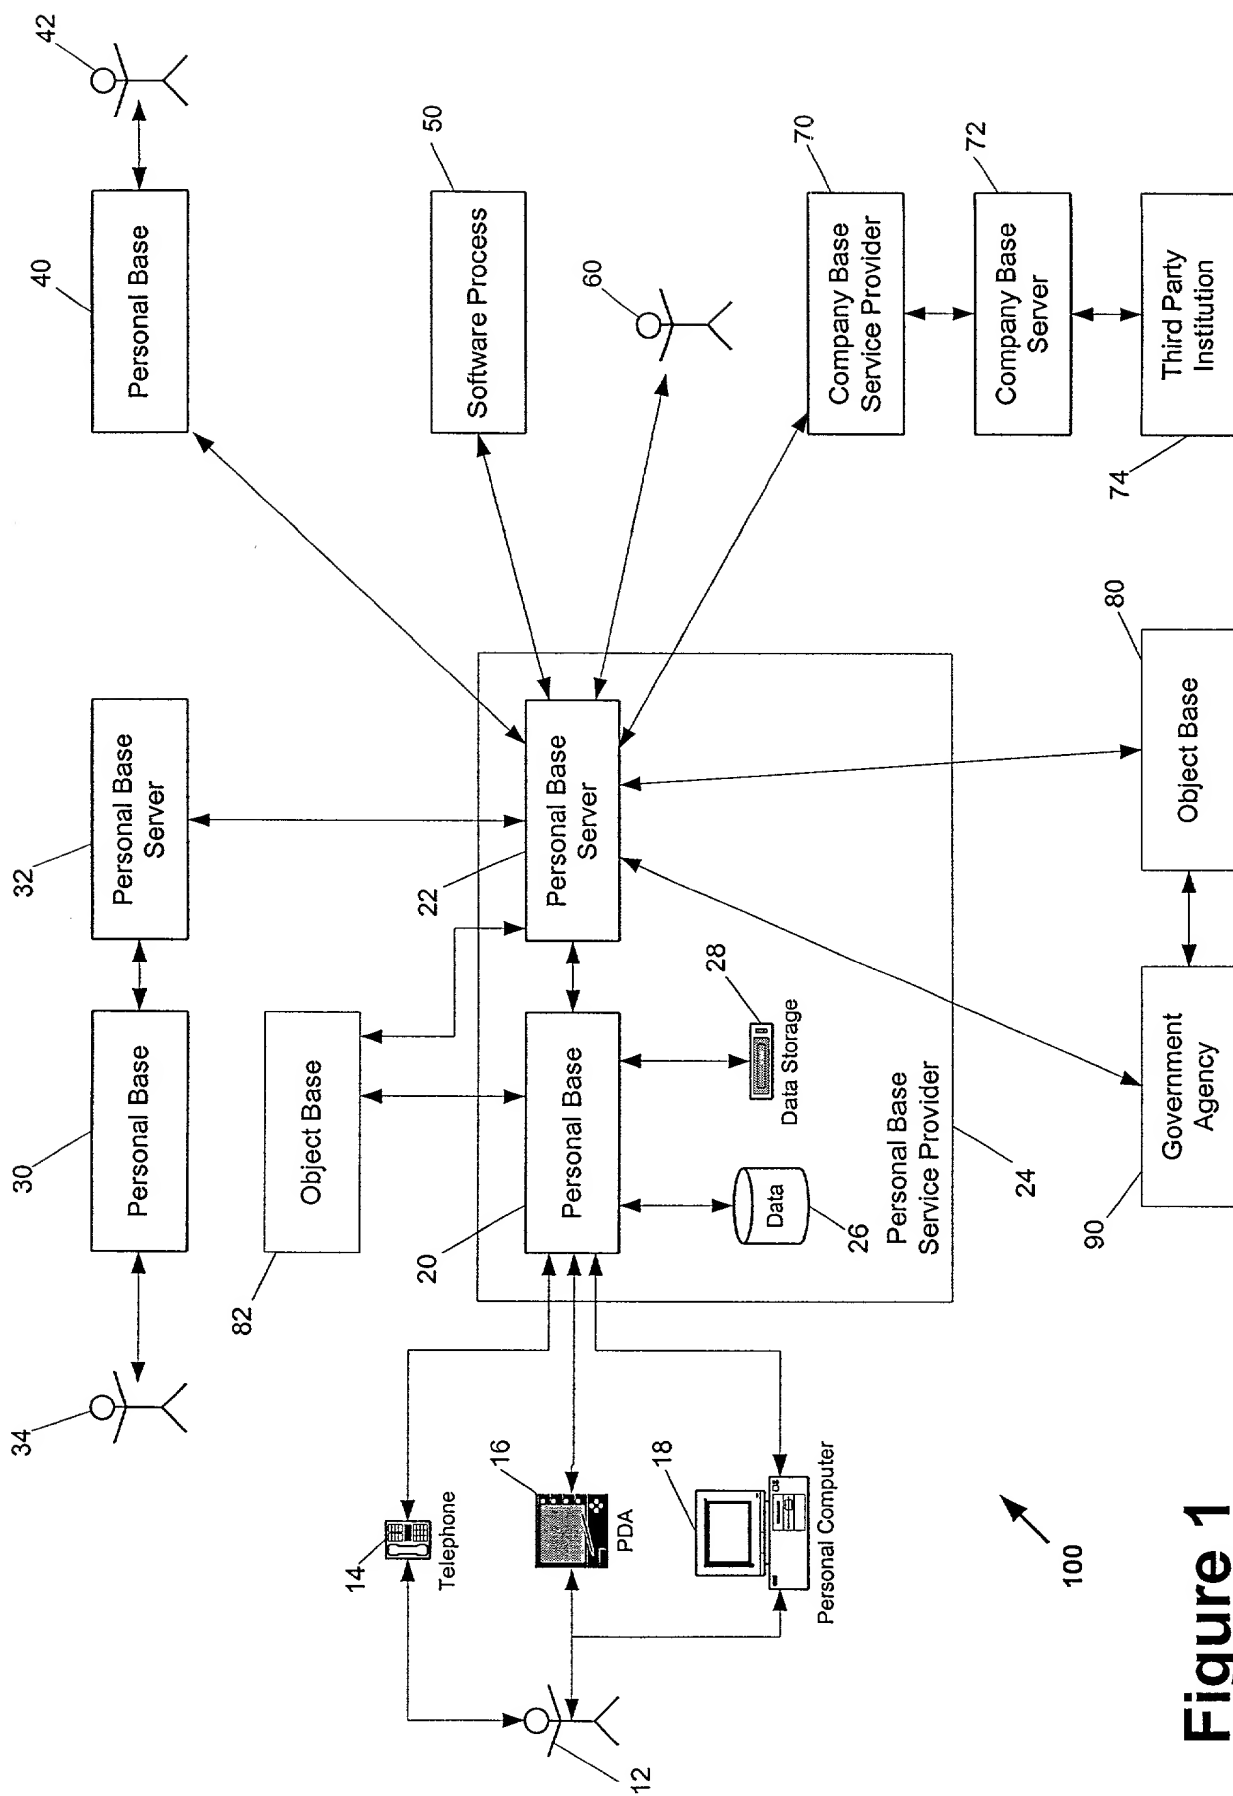 34
30
Personal Base
32
Personal Base
Server
40
Personal Base
42
82
Object Base
50
Software Process
14
Telephone
16
PDA
18
Personal Computer
12
20
Personal Base
22
Personal Base
Server
26
Data
28
Data Storage
Personal Base
Service Provider
24
60
70
Company Base
Service Provider
72
Company Base
Server
74
Third Party
Institution
80
Object Base
90
Government
Agency
100
Figure 1